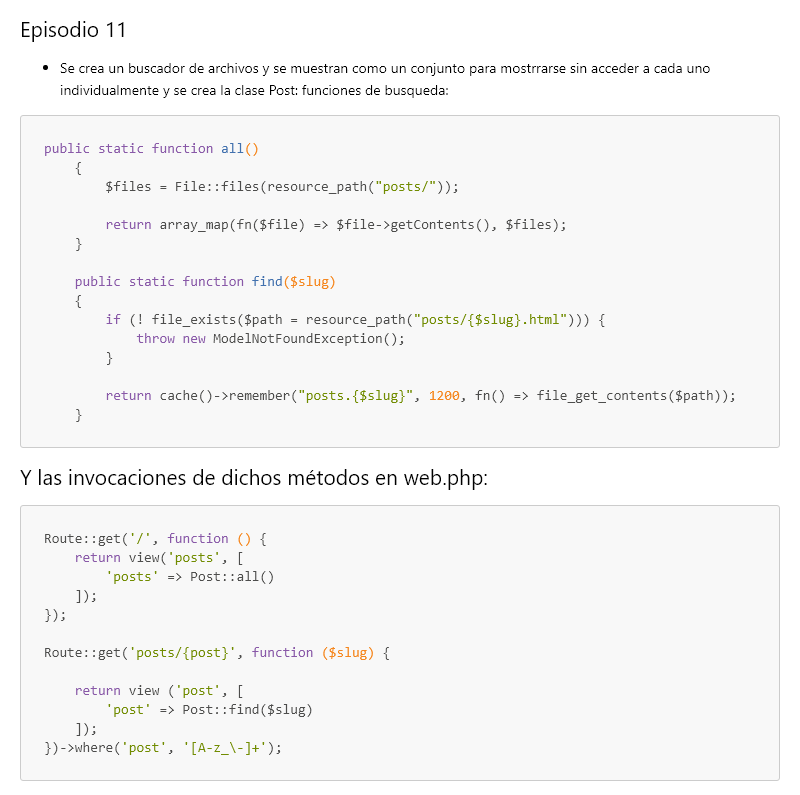 Episodio 11
• Se crea un buscador de archivos y se muestran como un conjunto para mostrrarse sin acceder a cada uno
individualmente y se crea la clase Post: funciones de busqueda:
public static function all()
    {
        $files = File::files(resource_path("posts/"));

        return array_map(fn($file) => $file->getContents(), $files);
    }

    public static function find($slug)
    {
        if (! file_exists($path = resource_path("posts/{$slug}.html"))) {
            throw new ModelNotFoundException();
        }

        return cache()->remember("posts.{$slug}", 1200, fn() => file_get_contents($path));
    }
Y las invocaciones de dichos métodos en web.php:
Route::get('/', function () {
    return view('posts', [
        'posts' => Post::all()
    ]);
});

Route::get('posts/{post}', function ($slug) {

    return view ('post', [
        'post' => Post::find($slug)
    ]);
})->where('post', '[A-z_\-]+');